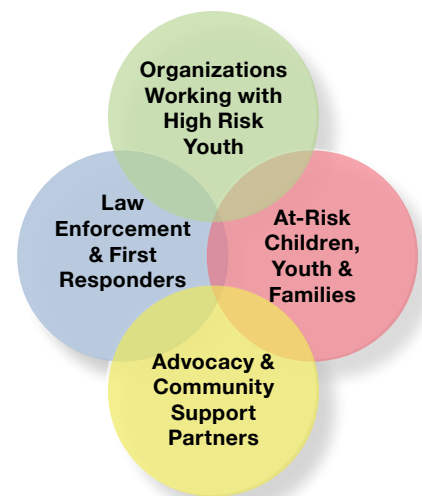 Organizations
Working with
High Risk
Youth
Law
Enforcement
& First
Responders
At-Risk
Children,
Youth &
Families
Advocacy &
Community
Support
Partners